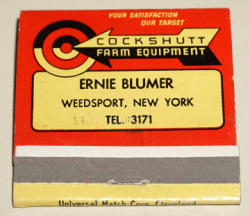 YOUR SATISFACTION
OUR TARGET
COCKSHUTT
FARM EQUIPMENT
ERNIE BLUMER
WEEDSPORT, NEW YORK
TEL. 3171
Universal Match Corp. Cleveland